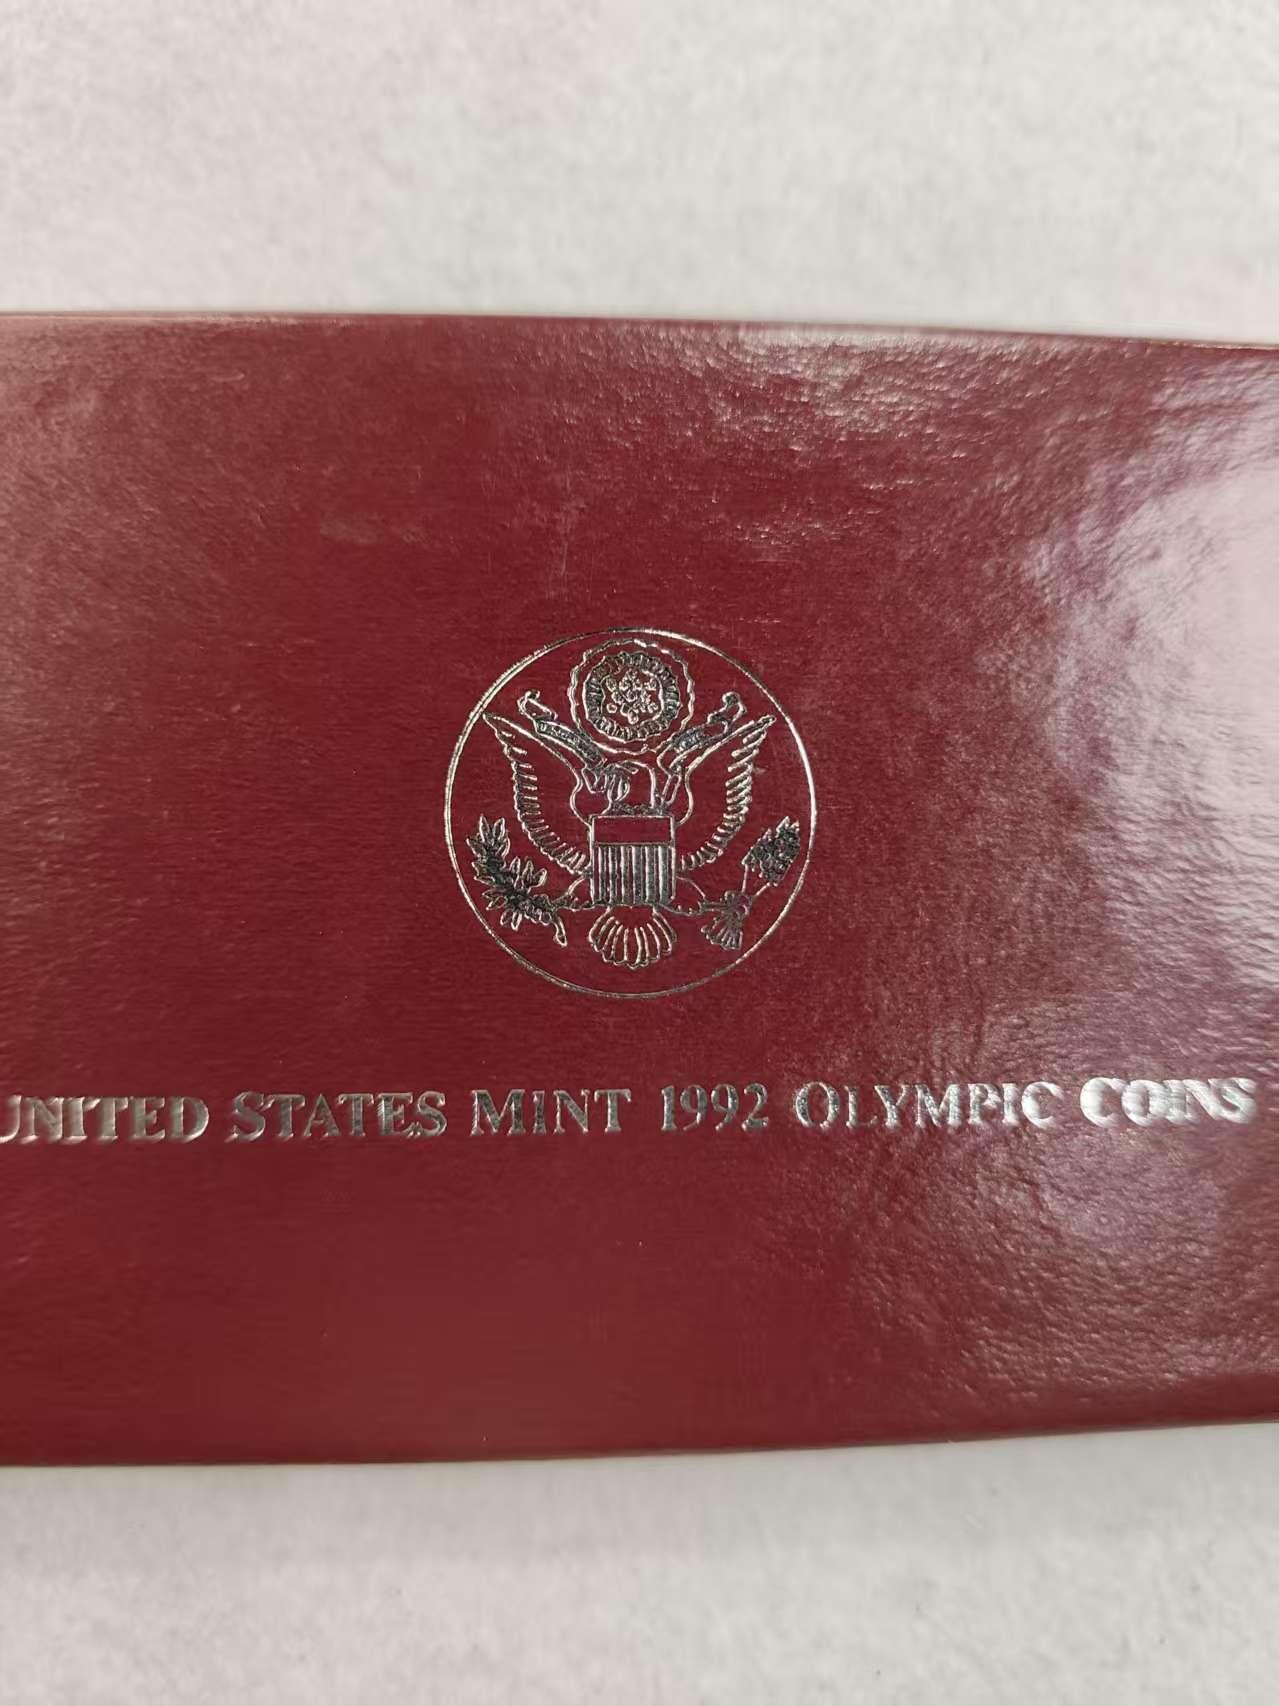 UNITED STATES MINT 1992 OLYMPIC COINS